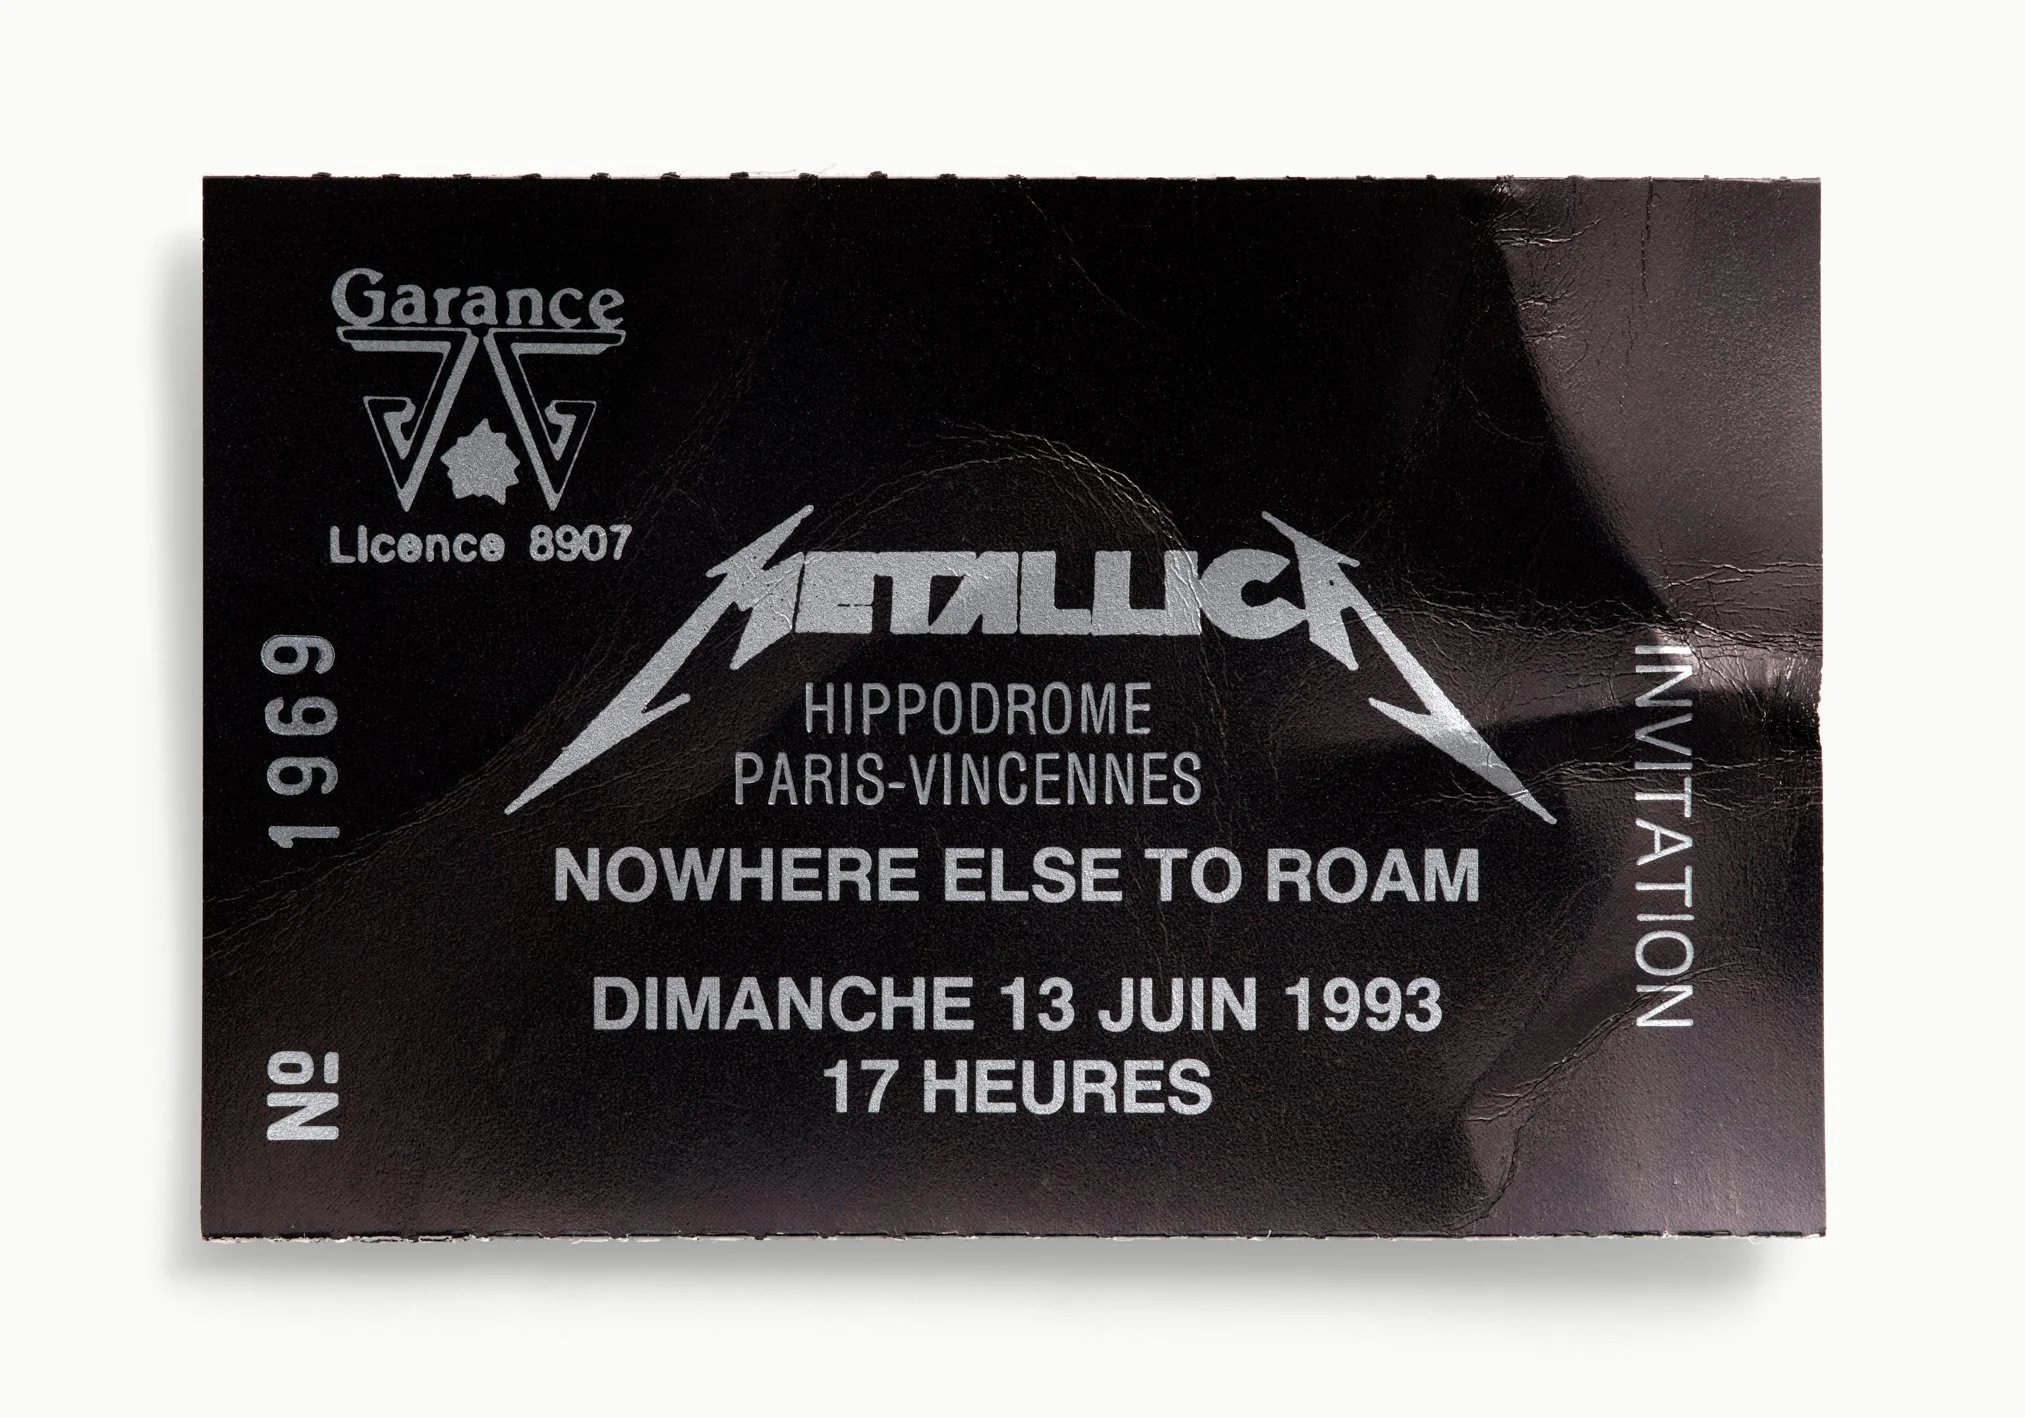 Garance
Licence 8907
Nº 1969
METALLICA
HIPPODROME
PARIS-VINCENNES
NOWHERE ELSE TO ROAM
DIMANCHE 13 JUIN 1993
17 HEURES
INVITATION